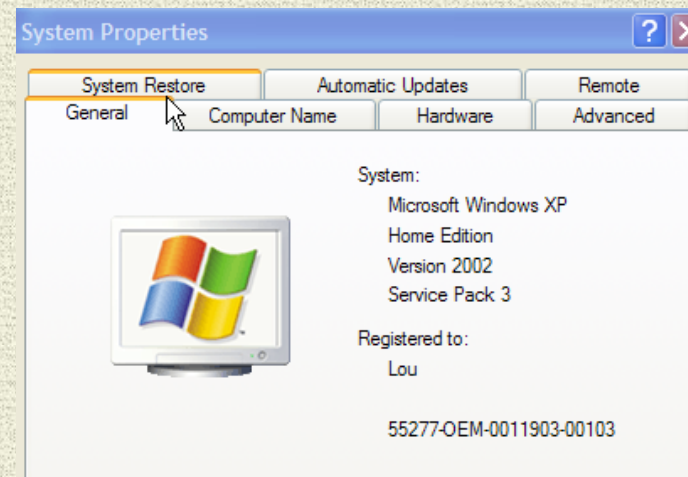 System Properties
System Restore Automatic Updates Remote
General Computer Name Hardware Advanced
System:
Microsoft Windows XP
Home Edition
Version 2002
Service Pack 3
Registered to:
Lou
55277-OEM-0011903-00103